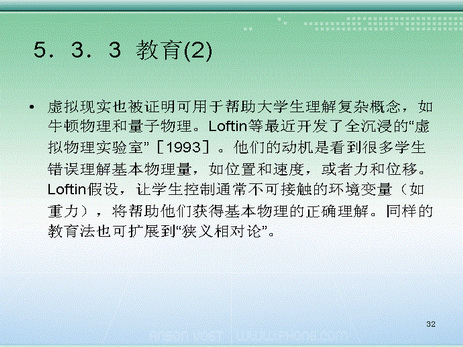 5．3．3 教育(2)
• 虚拟现实也被证明可用于帮助大学生理解复杂概念，如
牛顿物理和量子物理。Loftin等最近开发了全沉浸的“虚
拟物理实验室”［1993］。他们的动机是看到很多学生
错误理解基本物理量，如位置和速度，或者力和位移。
Loftin假设，让学生控制通常不可接触的环境变量（如
重力），将帮助他们获得基本物理的正确理解。同样的
教育法也可扩展到“狭义相对论”。
32